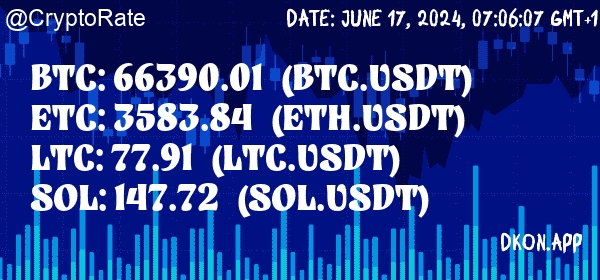 @CryptoRate
DATE: JUNE 17, 2024, 07:06:07 GMT+1
BTC: 66390.01 (BTC.USDT)
ETC: 3583.84 (ETH.USDT)
LTC: 77.91 (LTC.USDT)
SOL: 147.72 (SOL.USDT)
DKON.APP